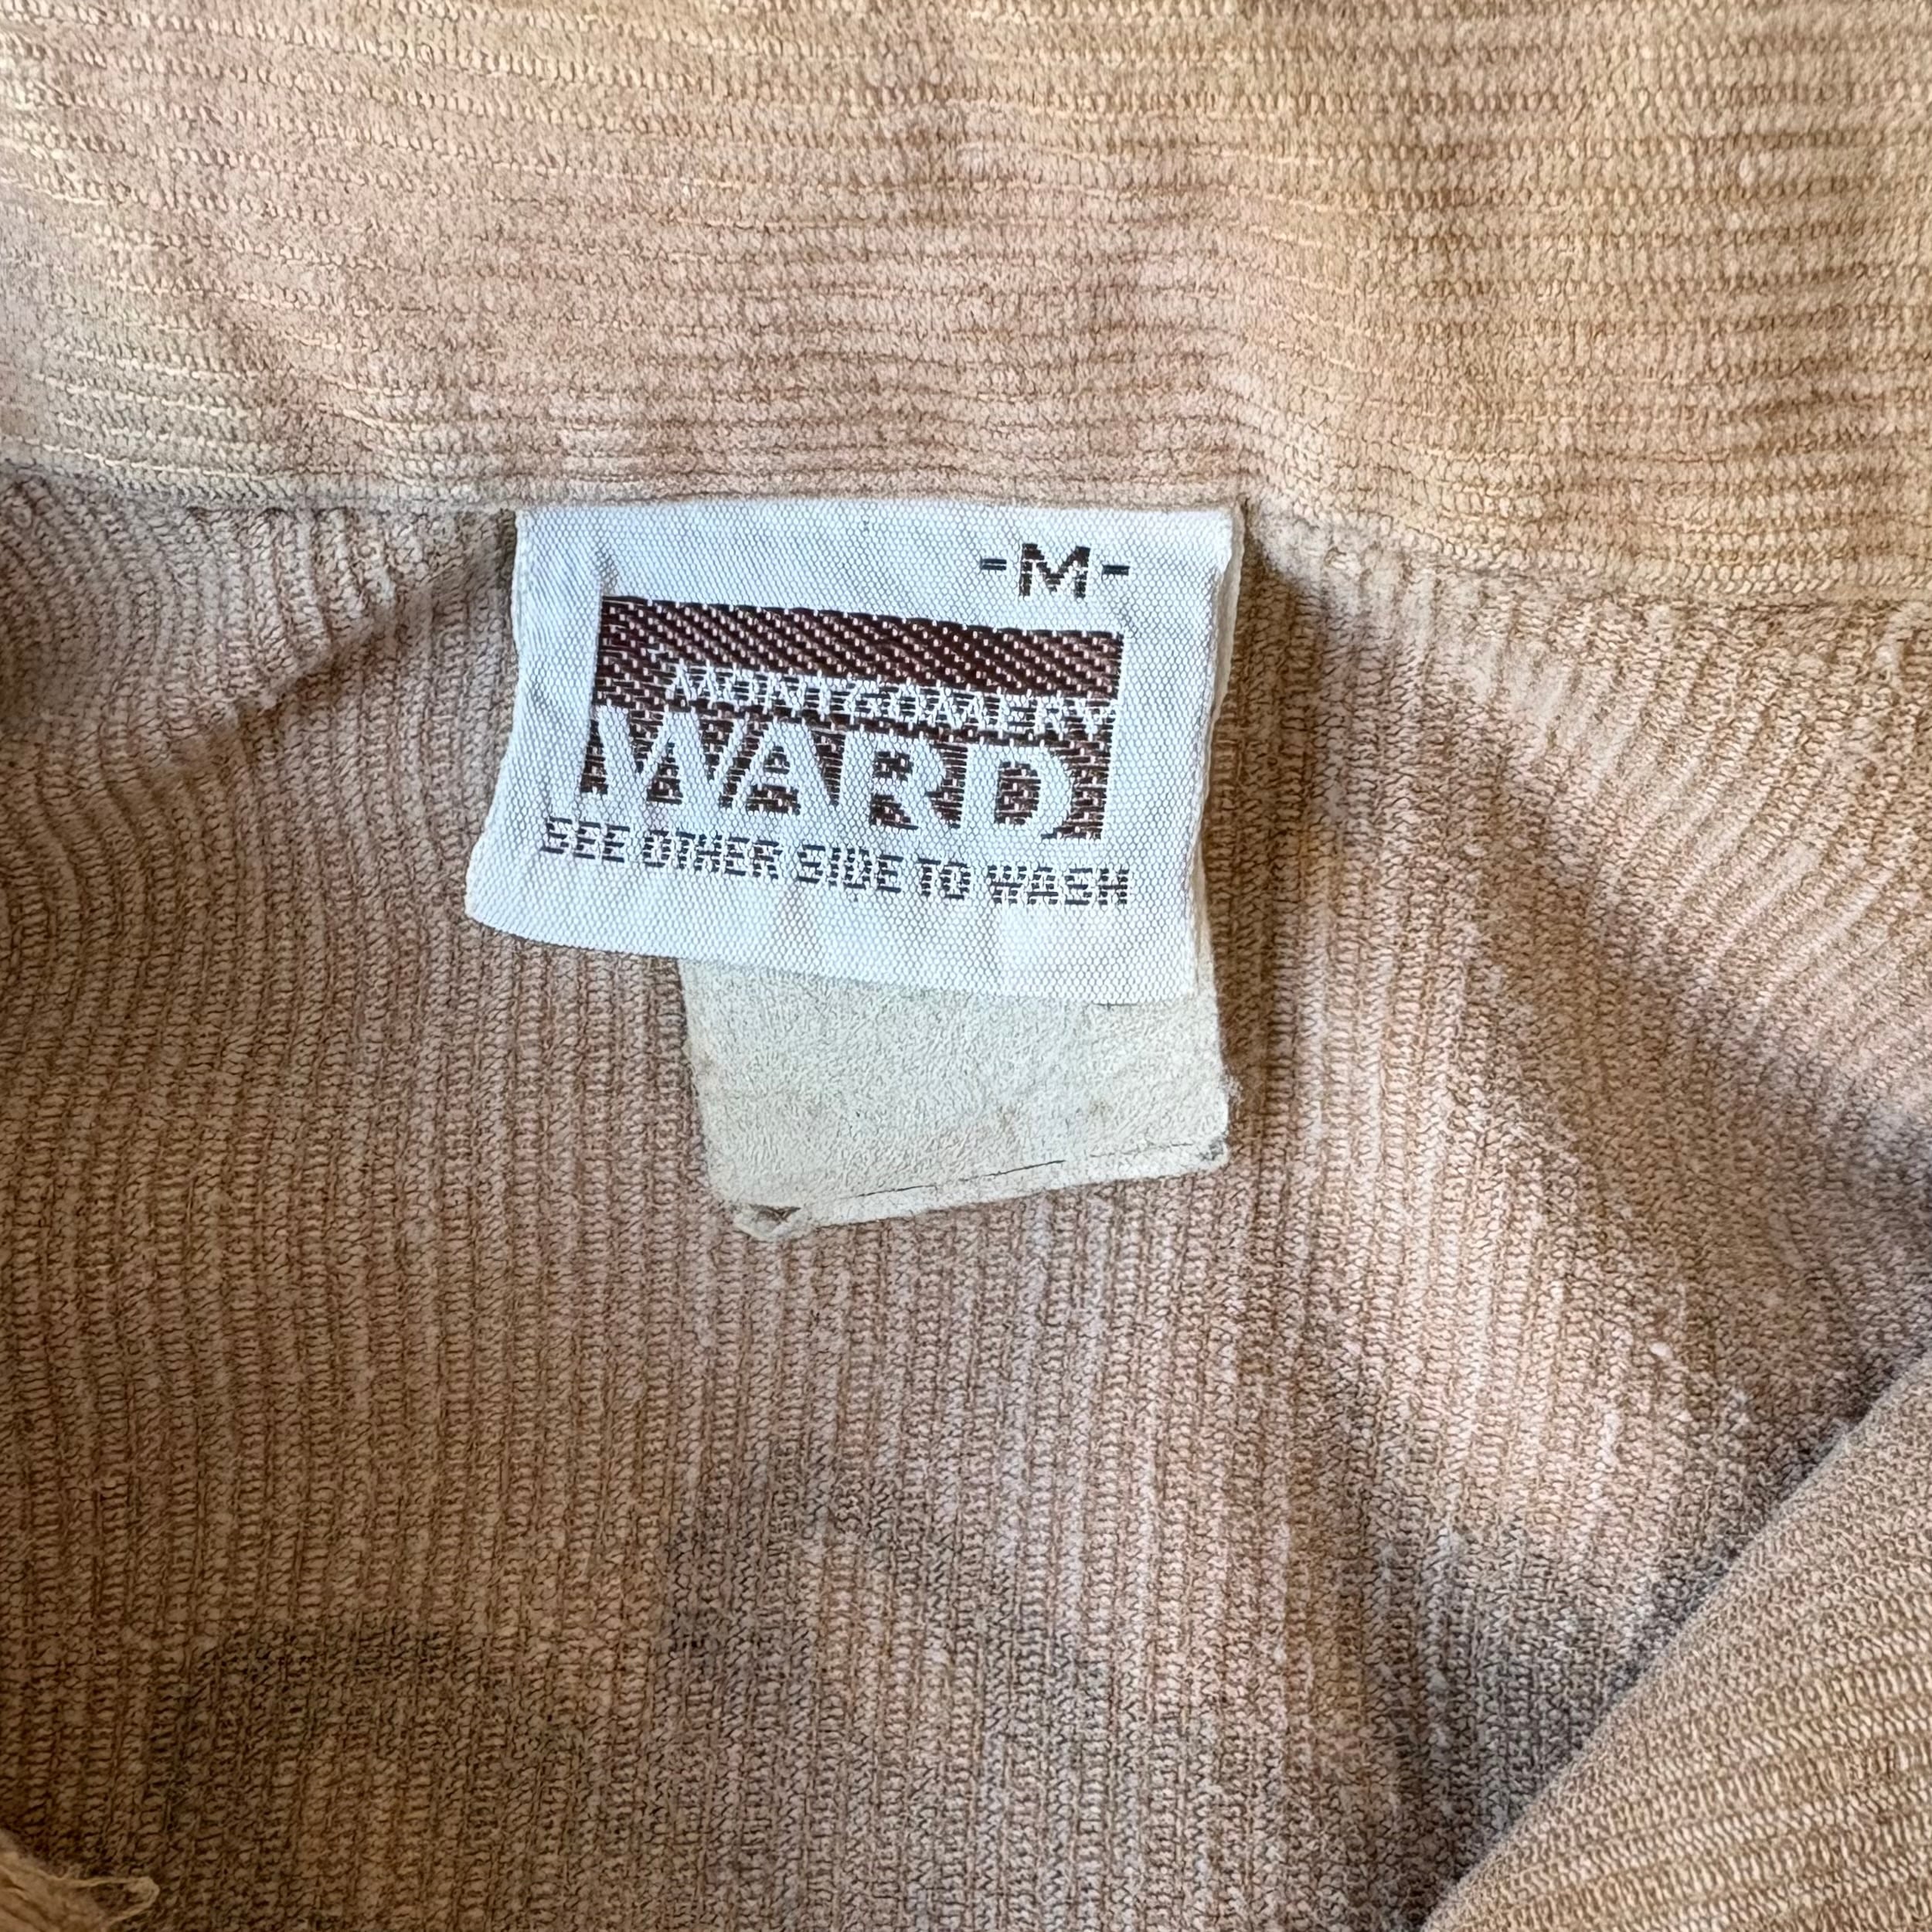 -M-
MONTGOMERY
WARD
SEE OTHER SIDE TO WASH